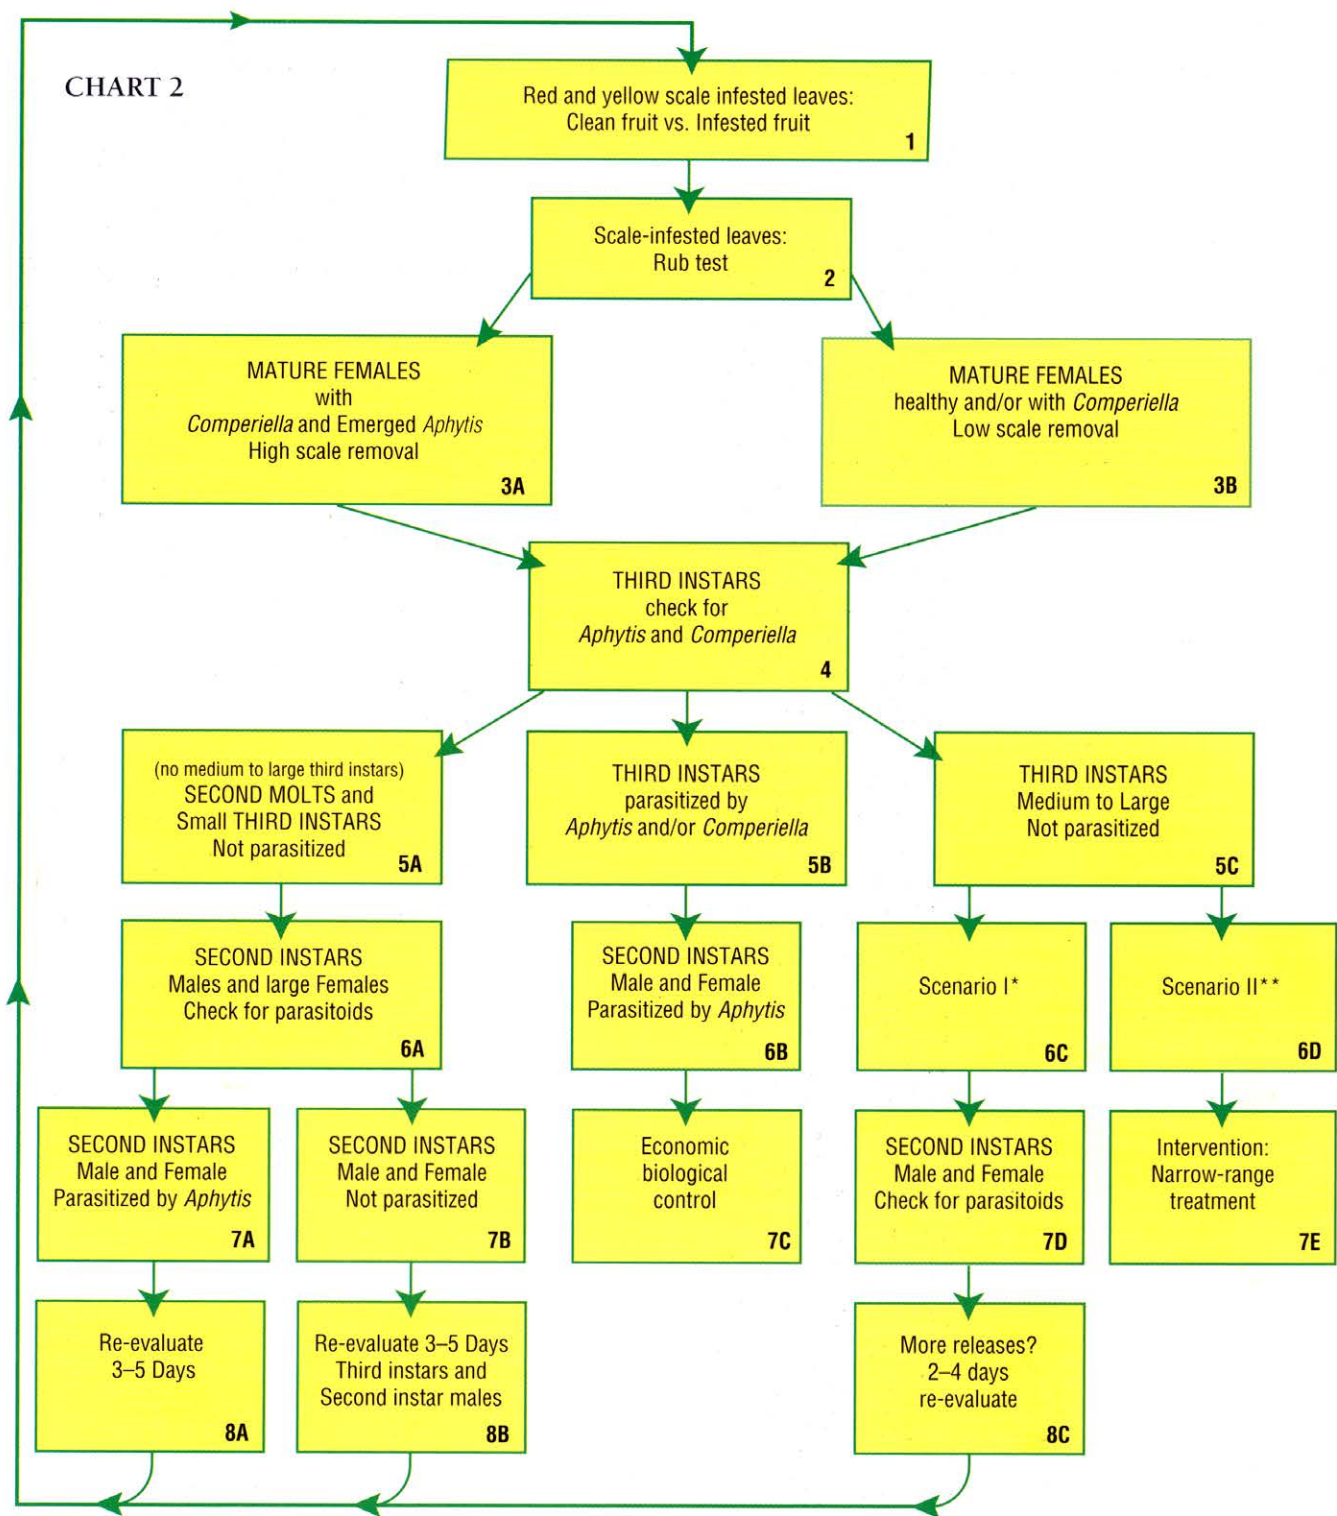 CHART 2
Red and yellow scale infested leaves:
Clean fruit vs. Infested fruit
1
Scale-infested leaves:
Rub test
2
MATURE FEMALES
with
Comperiella and Emerged Aphytis
High scale removal
3A
MATURE FEMALES
healthy and/or with Comperiella
Low scale removal
3B
THIRD INSTARS
check for
Aphytis and Comperiella
4
(no medium to large third instars)
SECOND MOLTS and
Small THIRD INSTARS
Not parasitized
5A
THIRD INSTARS
parasitized by
Aphytis and/or Comperiella
5B
THIRD INSTARS
Medium to Large
Not parasitized
5C
SECOND INSTARS
Males and large Females
Check for parasitoids
6A
SECOND INSTARS
Male and Female
Parasitized by Aphytis
6B
Scenario I*
6C
Scenario II**
6D
SECOND INSTARS
Male and Female
Parasitized by Aphytis
7A
SECOND INSTARS
Male and Female
Not parasitized
7B
Economic
biological
control
7C
SECOND INSTARS
Male and Female
Check for parasitoids
7D
Intervention:
Narrow-range
treatment
7E
Re-evaluate
3–5 Days
8A
Re-evaluate 3–5 Days
Third instars and
Second instar males
8B
More releases?
2–4 days
re-evaluate
8C